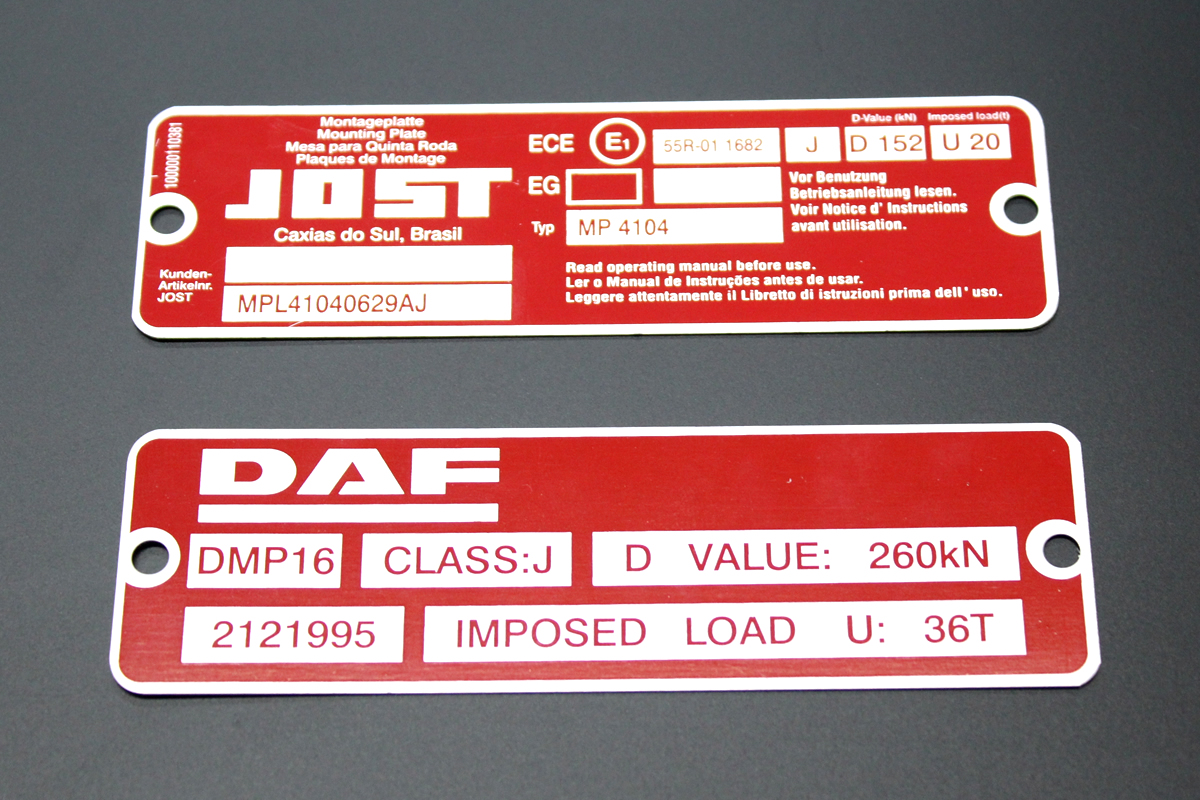 100000110381
Montageplatte
Mounting Plate
Mesa para Quinta Roda
Plaques de Montage
JOST
Caxias do Sul, Brasil
Kunden-
Artikelnr.
JOST
MPL41040629AJ
ECE E1 55R-01 1682 J
D-Value (kN) Imposed load(t)
D 152 U 20
EG
Typ MP 4104
Vor Benutzung
Betriebsanleitung lesen.
Voir Notice d' Instructions
avant utilisation.
Read operating manual before use.
Ler o Manual de Instruções antes de usar.
Leggere attentamente il Libretto di istruzioni prima dell' uso.
DAF
DMP16 CLASS:J D VALUE: 260kN
2121995 IMPOSED LOAD U: 36T